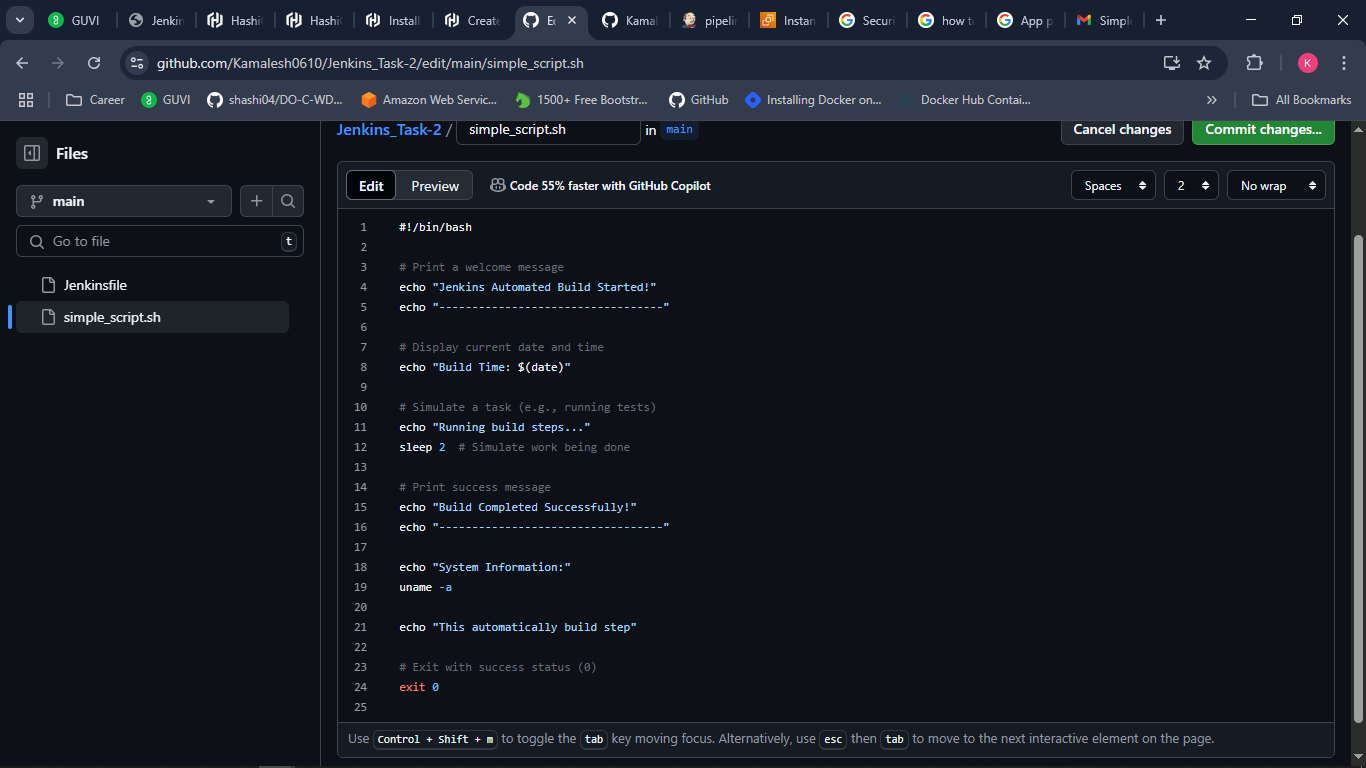 GUVI
Jenkin
HashiC
HashiC
Install
Create
Ec
Kamal
pipelin
Instan
Securi
how to
App p
Simple
github.com/Kamalesh0610/Jenkins_Task-2/edit/main/simple_script.sh
K
Career
GUVI
shashi04/DO-C-WD...
Amazon Web Servic...
1500+ Free Bootstr...
GitHub
Installing Docker on...
Docker Hub Contai...
All Bookmarks
Files
main
Go to file
t
Jenkinsfile
simple_script.sh
Jenkins_Task-2 / simple_script.sh in main
Cancel changes
Commit changes...
Edit
Preview
Code 55% faster with GitHub Copilot
Spaces
2
No wrap
1 #!/bin/bash
2
3 # Print a welcome message
4 echo "Jenkins Automated Build Started!"
5 echo "----------------------------------"
6
7 # Display current date and time
8 echo "Build Time: $(date)"
9
10 # Simulate a task (e.g., running tests)
11 echo "Running build steps..."
12 sleep 2  # Simulate work being done
13
14 # Print success message
15 echo "Build Completed Successfully!"
16 echo "----------------------------------"
17
18 echo "System Information:"
19 uname -a
20
21 echo "This automatically build step"
22
23 # Exit with success status (0)
24 exit 0
25
Use Control + Shift + m to toggle the tab key moving focus. Alternatively, use esc then tab to move to the next interactive element on the page.